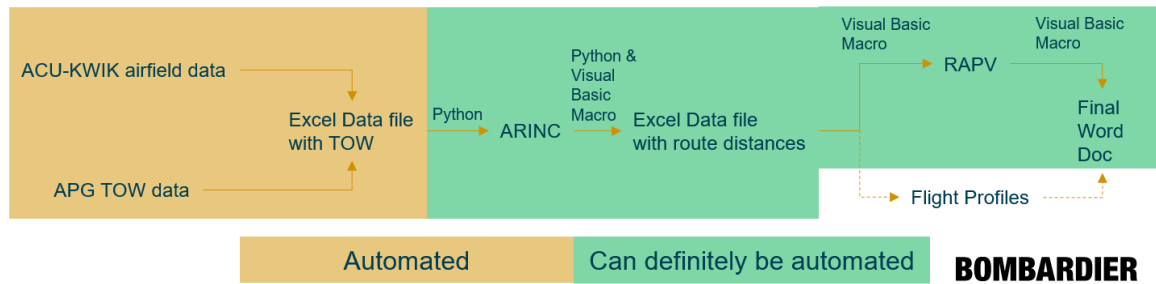 ACU-KWIK airfield data
APG TOW data
Excel Data file
with TOW
Python
ARINC
Python &
Visual
Basic
Macro
Excel Data file
with route distances
Visual Basic
Macro
RAPV
Visual Basic
Macro
Final
Word
Doc
Flight Profiles
Automated
Can definitely be automated
BOMBARDIER